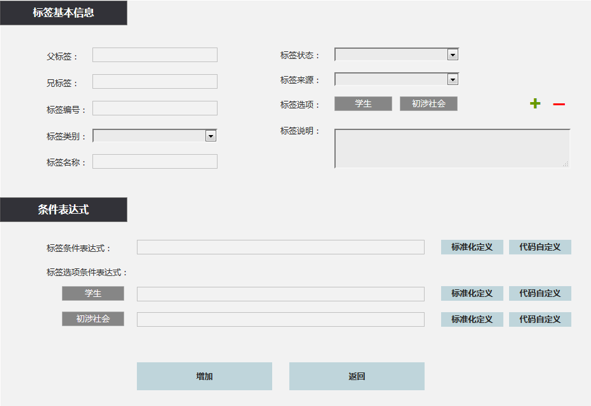 标签基本信息
父标签：
兄标签：
标签编号：
标签类别：
标签名称：
标签状态：
标签来源：
标签选项： 学生 初涉社会
标签说明：
条件表达式
标签条件表达式： 标准化定义 代码自定义
标签选项条件表达式：
学生 标准化定义 代码自定义
初涉社会 标准化定义 代码自定义
增加 返回